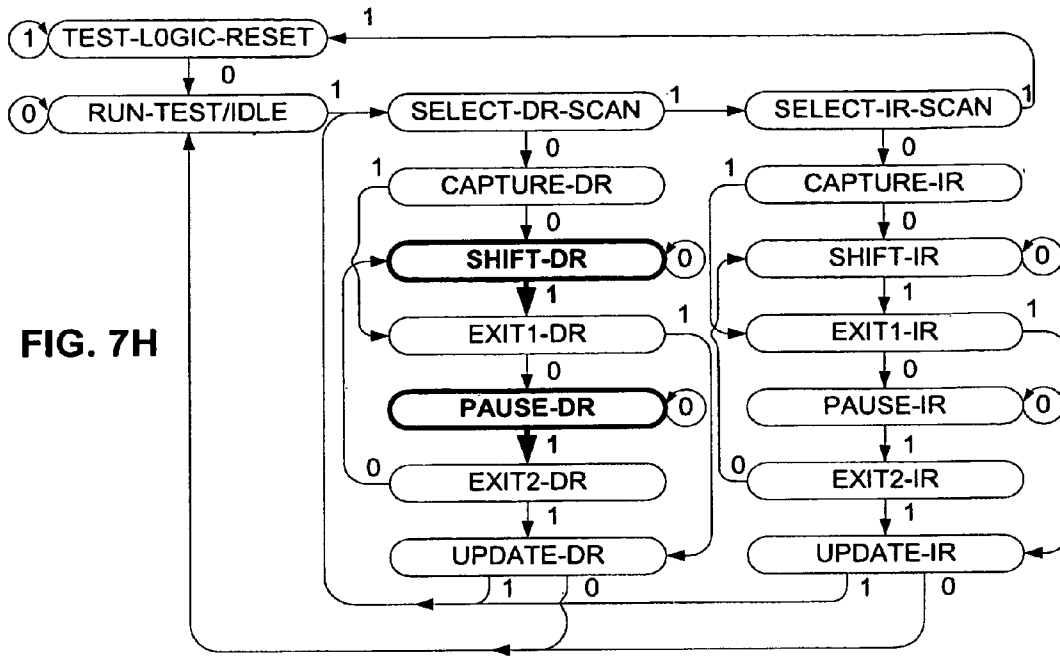 1
1 TEST-L0GIC-RESET
0
0 RUN-TEST/IDLE 1 SELECT-DR-SCAN 1 SELECT-IR-SCAN 1
0 0
1 CAPTURE-DR 1 CAPTURE-IR
0 0
SHIFT-DR 0 SHIFT-IR 0
1 1
FIG. 7H
EXIT1-DR 1 EXIT1-IR 1
0 0
PAUSE-DR 0 PAUSE-IR 0
1 1
0 EXIT2-DR 0 EXIT2-IR
1 1
UPDATE-DR UPDATE-IR
1 0 1 0